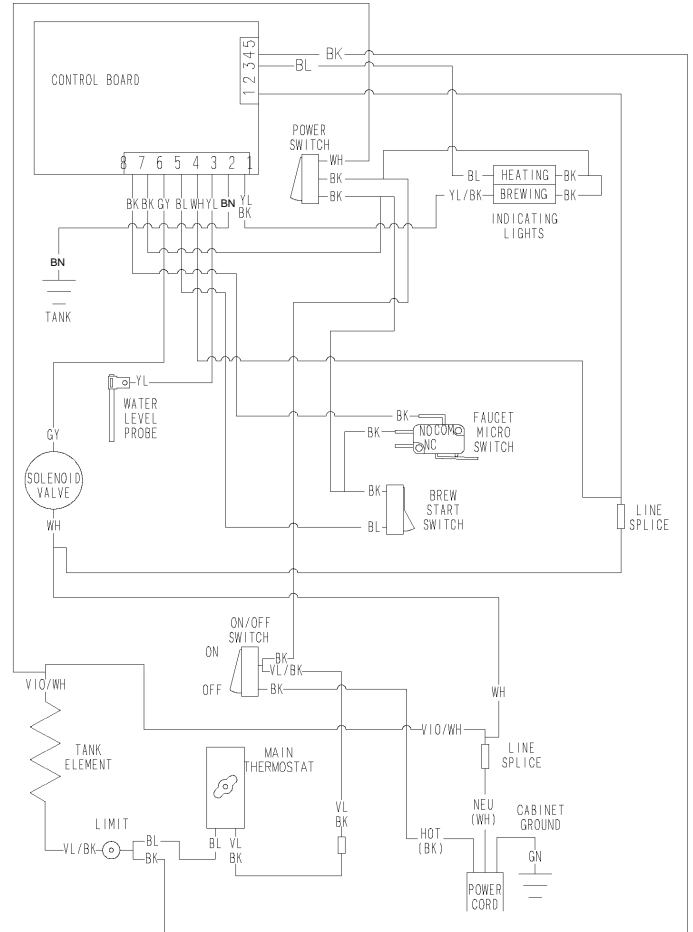 BK
BL
CONTROL BOARD
1 2 3 4 5
POWER
SWITCH
WH
BK
BK
8 7 6 5 4 3 2 1
BL HEATING BK
YL/BK BREWING BK
INDICATING
LIGHTS
BK BK GY BL WH YL BN YL
BK
BN
TANK
YL
WATER
LEVEL
PROBE
BK
BK
NO COM
NC
FAUCET
MICRO
SWITCH
GY
SOLENOID
VALVE
WH
BK
BL
BREW
START
SWITCH
LINE
SPLICE
ON/OFF
SWITCH
ON
OFF
BK
VL/BK
BK
WH
VIO/WH
VIO/WH
TANK
ELEMENT
MAIN
THERMOSTAT
LINE
SPLICE
VL
BK
NEU
(WH)
CABINET
GROUND
LIMIT
VL/BK
BL
BK
BL
VL
BK
HOT
(BK)
GN
POWER
CORD